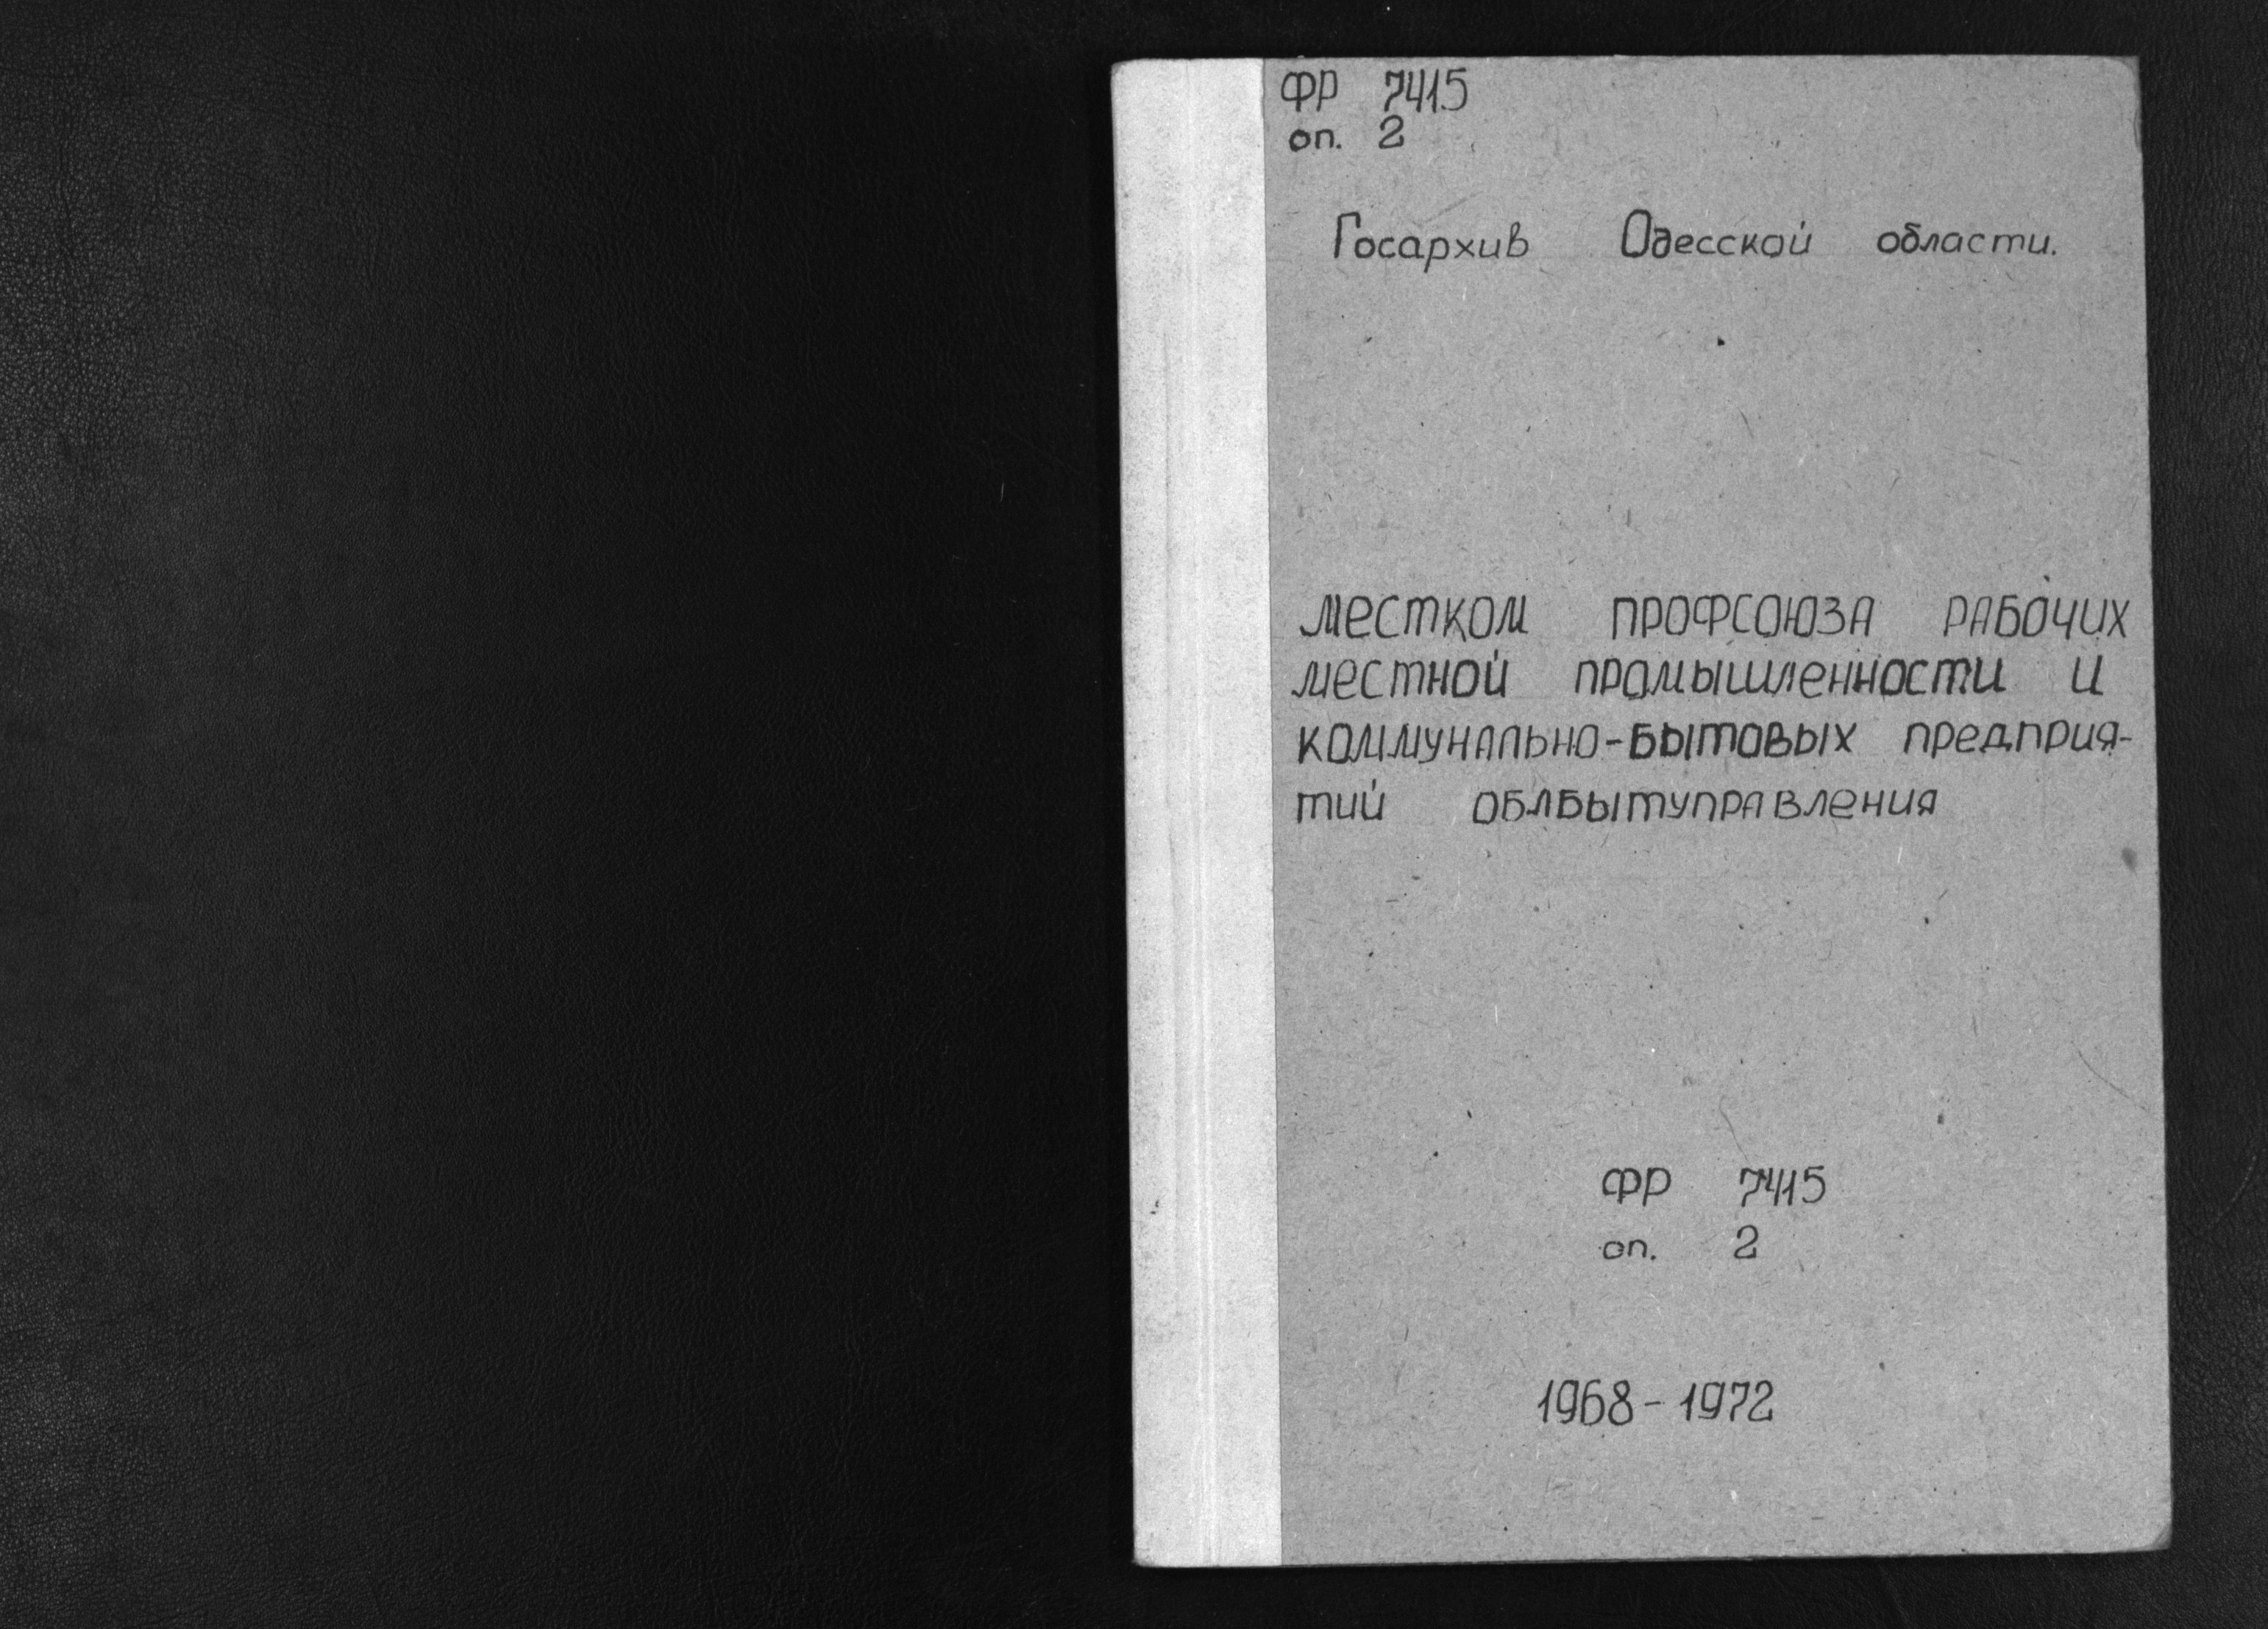 ФР 7415
оп. 2
Госархив Одесской области.
местком профсоюза рабочих
местной промышленности и
коммунально-бытовых предприя-
тий облбытуправления
ФР 7415
оп. 2
1968-1972